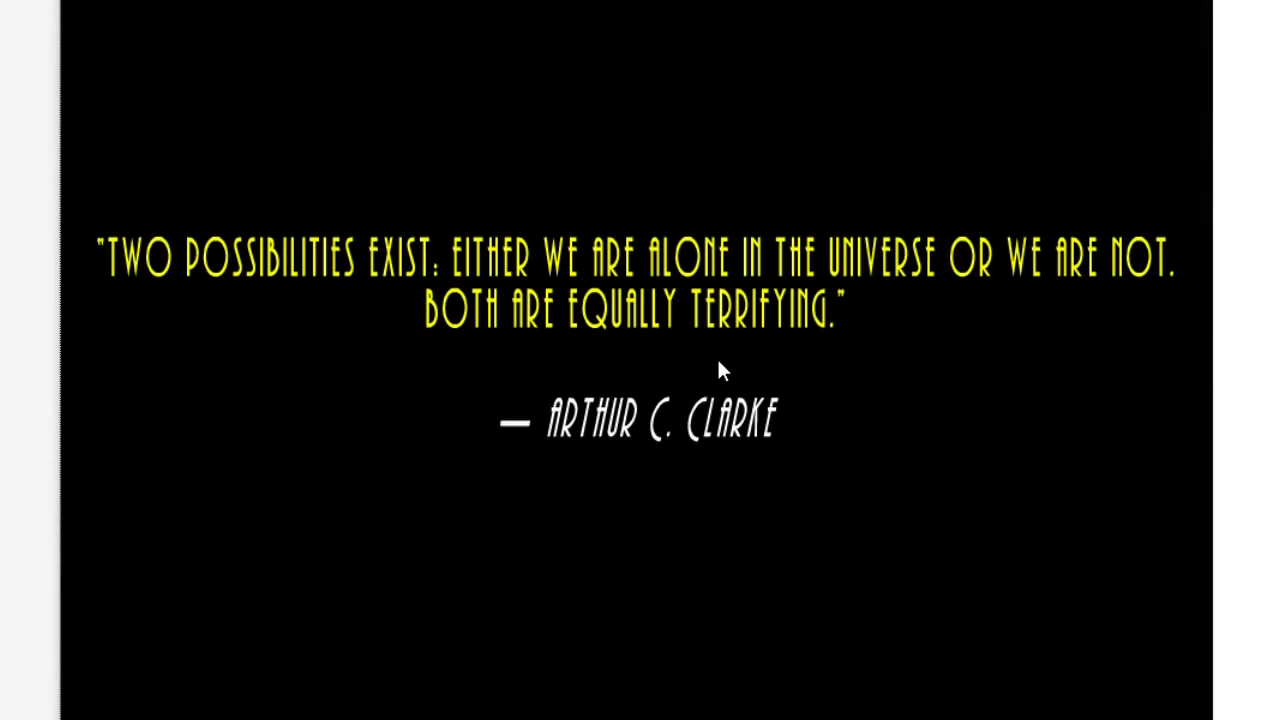 "TWO POSSIBILITIES EXIST: EITHER WE ARE ALONE IN THE UNIVERSE OR WE ARE NOT.
BOTH ARE EQUALLY TERRIFYING."
— ARTHUR C. CLARKE